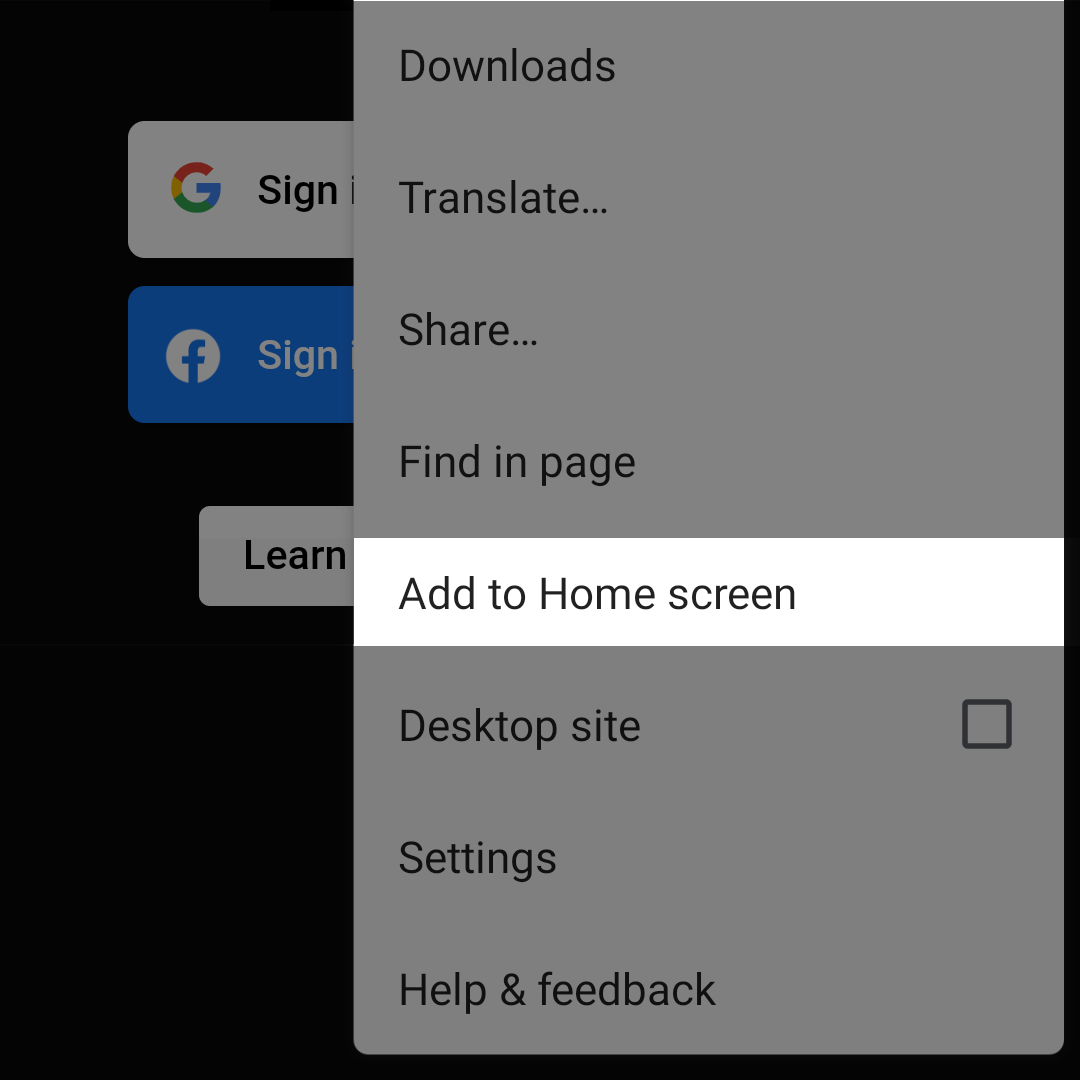 Downloads
Translate…
Sign
Share…
Sign
Find in page
Learn
Add to Home screen
Desktop site
Settings
Help & feedback